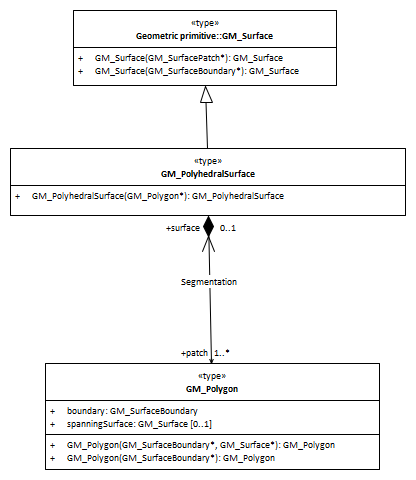 «type»
Geometric primitive::GM_Surface
+ GM_Surface(GM_SurfacePatch*): GM_Surface
+ GM_Surface(GM_SurfaceBoundary*): GM_Surface
«type»
GM_PolyhedralSurface
+ GM_PolyhedralSurface(GM_Polygon*): GM_PolyhedralSurface
+surface 0..1
Segmentation
+patch 1..*
«type»
GM_Polygon
+ boundary: GM_SurfaceBoundary
+ spanningSurface: GM_Surface [0..1]
+ GM_Polygon(GM_SurfaceBoundary*, GM_Surface*): GM_Polygon
+ GM_Polygon(GM_SurfaceBoundary*): GM_Polygon